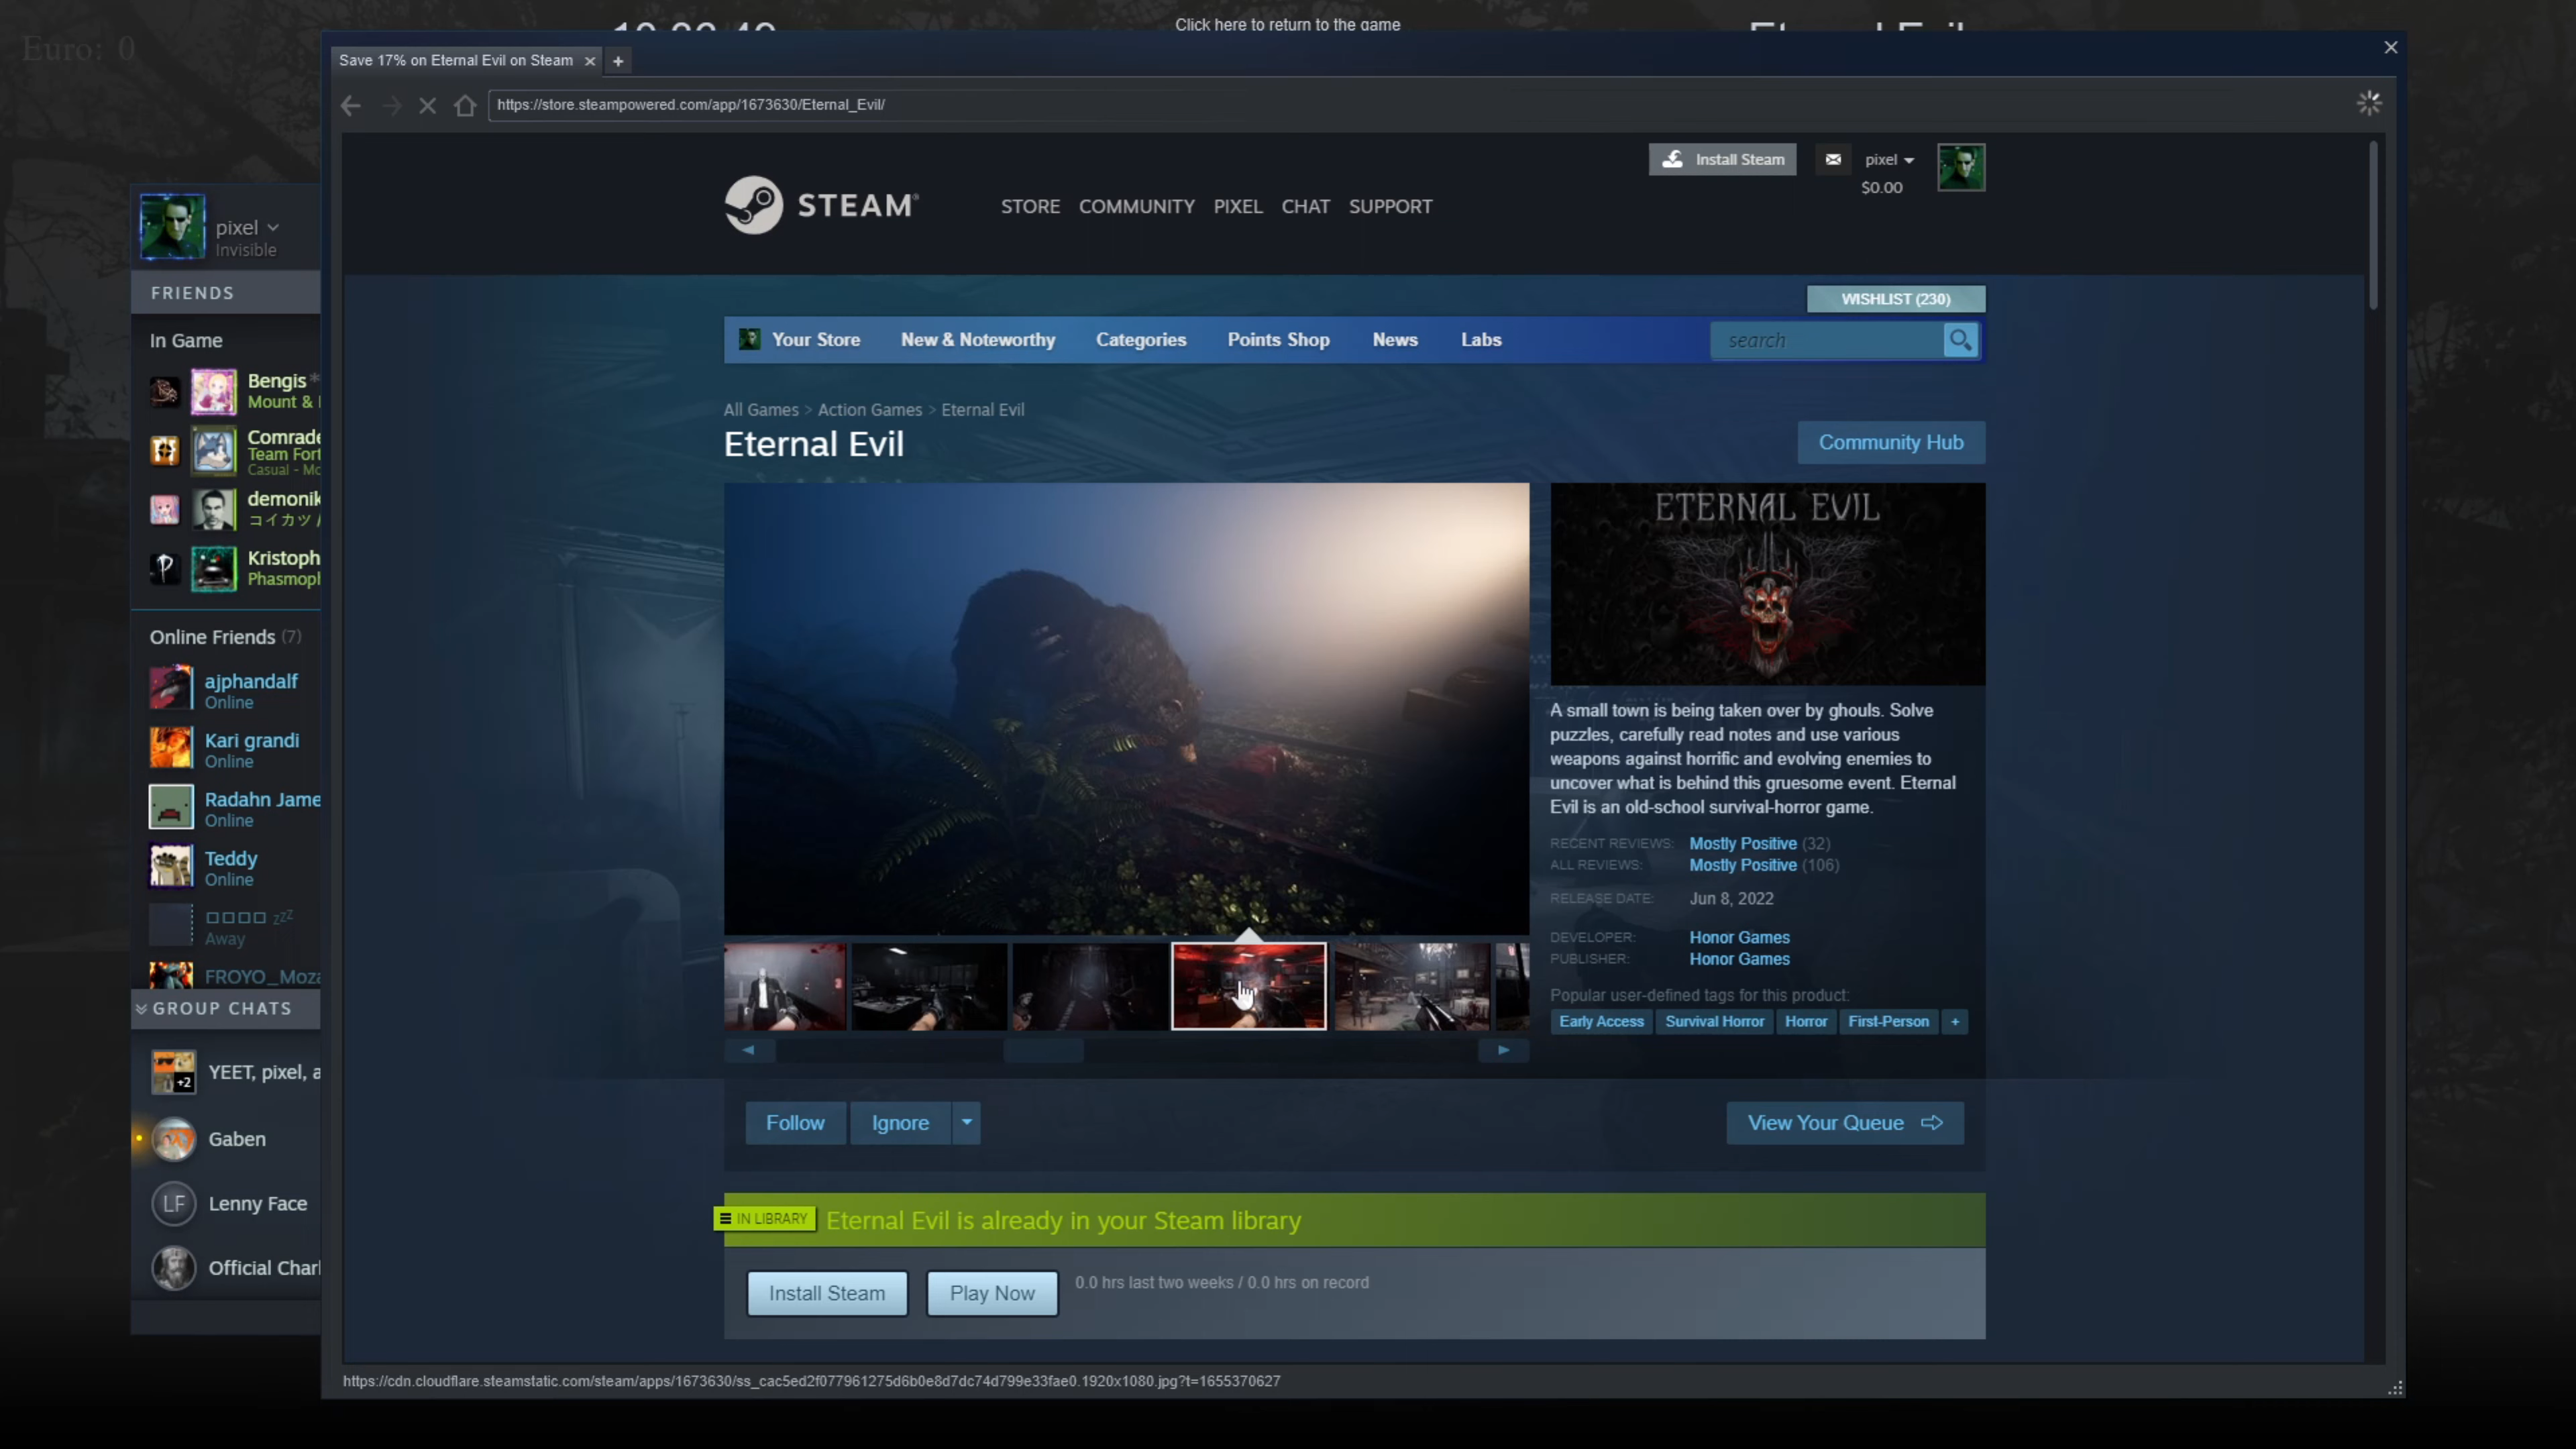 Euro: 0
Click here to return to the game
Save 17% on Eternal Evil on Steam
https://store.steampowered.com/app/1673630/Eternal_Evil/
Install Steam
pixel
$0.00
STEAM®
STORE COMMUNITY PIXEL CHAT SUPPORT
pixel
Invisible
FRIENDS
In Game
Bengis
Mount &
Comrade
Team Fort
Casual - Mo
demonik
コイカツ /
Kristoph
Phasmoph
Online Friends (7)
ajphandalf
Online
Kari grandi
Online
Radahn Jame
Online
Teddy
Online
zzZ
Away
FROYO_Moza
GROUP CHATS
+2
YEET, pixel, a
Gaben
LF
Lenny Face
Official Charl
WISHLIST (230)
Your Store New & Noteworthy Categories Points Shop News Labs
search
All Games > Action Games > Eternal Evil
Eternal Evil
Community Hub
ETERNAL EVIL
A small town is being taken over by ghouls. Solve
puzzles, carefully read notes and use various
weapons against horrific and evolving enemies to
uncover what is behind this gruesome event. Eternal
Evil is an old-school survival-horror game.
RECENT REVIEWS: Mostly Positive (32)
ALL REVIEWS: Mostly Positive (106)
RELEASE DATE: Jun 8, 2022
DEVELOPER: Honor Games
PUBLISHER: Honor Games
Popular user-defined tags for this product:
Early Access Survival Horror Horror First-Person +
Follow Ignore
View Your Queue
IN LIBRARY Eternal Evil is already in your Steam library
Install Steam Play Now 0.0 hrs last two weeks / 0.0 hrs on record
https://cdn.cloudflare.steamstatic.com/steam/apps/1673630/ss_cac5ed2f077961275d6b0e8d7dc74d799e33fae0.1920x1080.jpg?t=1655370627